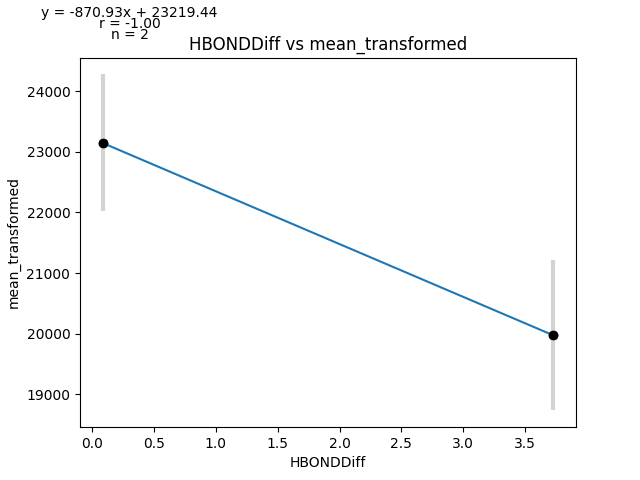 y = -870.93x + 23219.44
r = -1.00
n = 2
HBONDDiff vs mean_transformed
24000
23000
22000
21000
20000
19000
mean_transformed
0.0 0.5 1.0 1.5 2.0 2.5 3.0 3.5
HBONDDiff